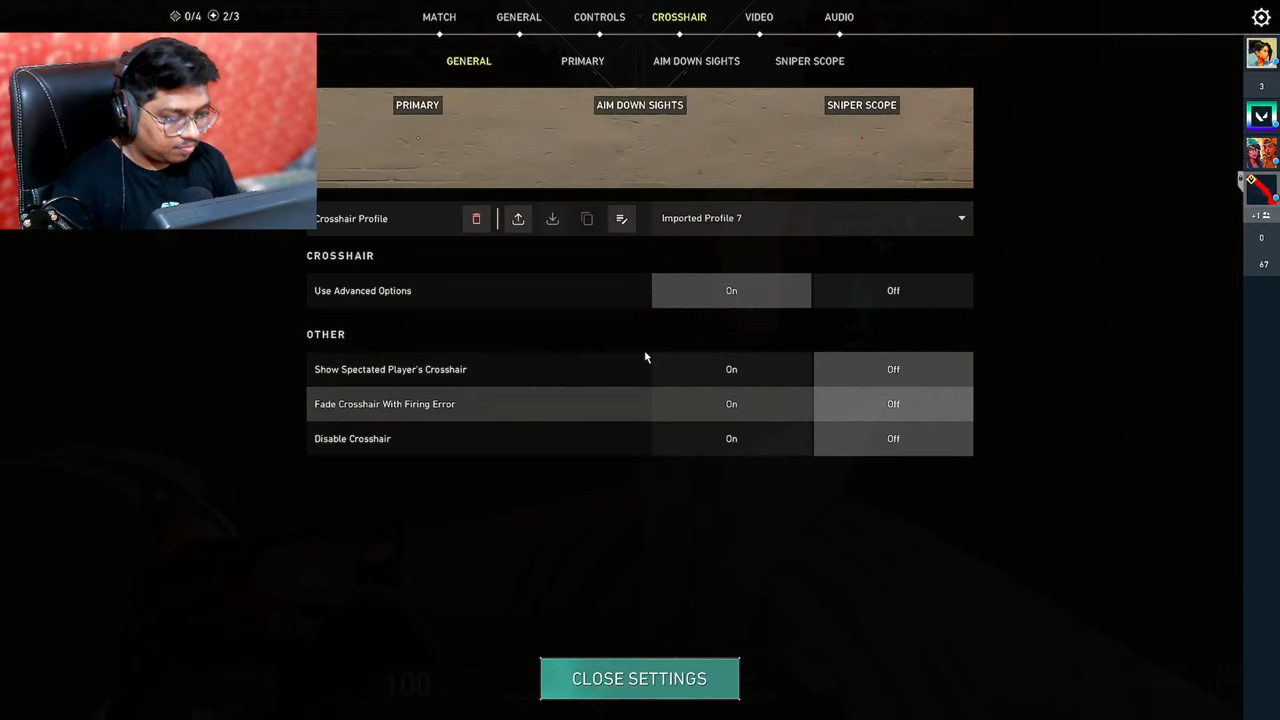 0/4 2/3
MATCH GENERAL CONTROLS CROSSHAIR VIDEO AUDIO
GENERAL PRIMARY AIM DOWN SIGHTS SNIPER SCOPE
PRIMARY AIM DOWN SIGHTS SNIPER SCOPE
3
Crosshair Profile Imported Profile 7
+1
0
67
CROSSHAIR
Use Advanced Options On Off
OTHER
Show Spectated Player's Crosshair On Off
Fade Crosshair With Firing Error On Off
Disable Crosshair On Off
CLOSE SETTINGS
100